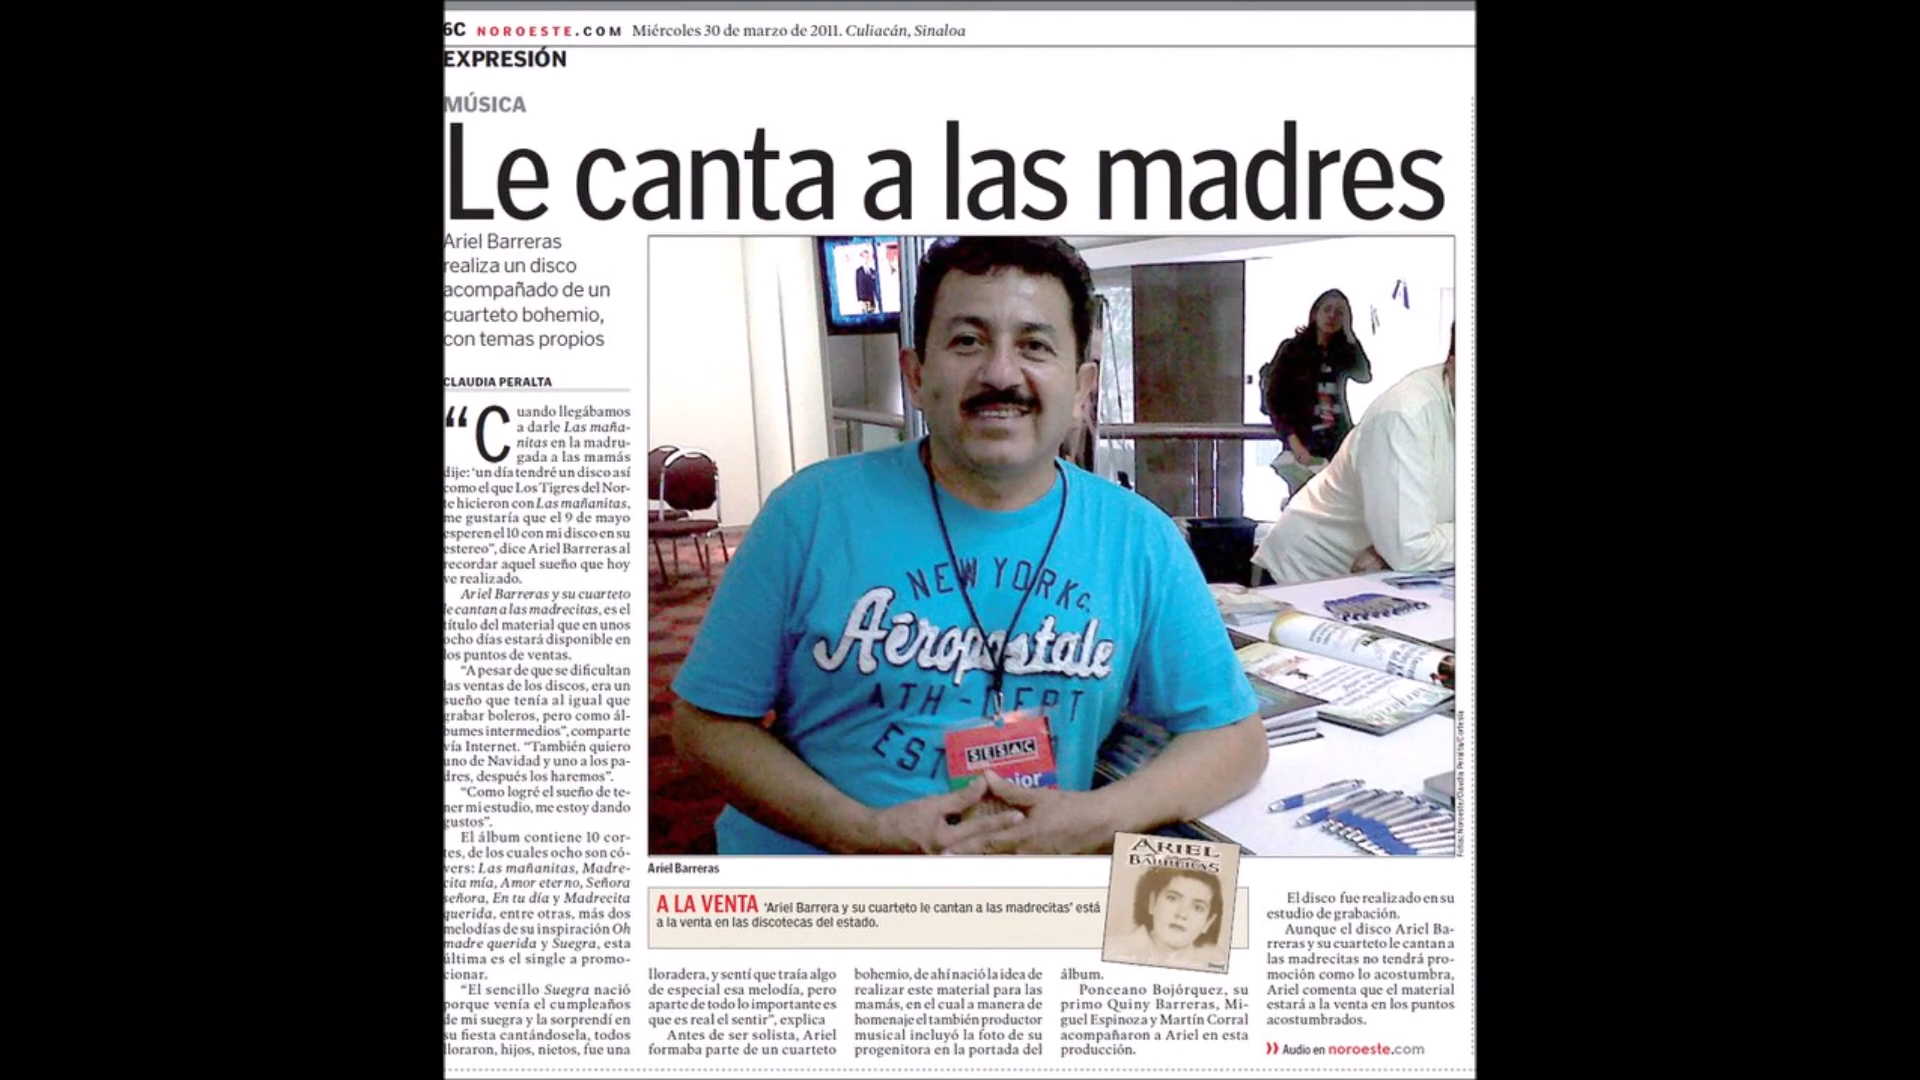 6C NOROESTE.COM Miércoles 30 de marzo de 2011. Culiacán, Sinaloa
EXPRESIÓN
MÚSICA
Le canta a las madres
Ariel Barreras
realiza un disco
acompañado de un
cuarteto bohemio,
con temas propios
CLAUDIA PERALTA
“Cuando llegábamos
a darle Las maña-
nitas en la madru-
gada a las mamás
dije: ‘un día tendré un disco así
como el que Los Tigres del Nor-
te hicieron con Las mañanitas,
me gustaría que el 9 de mayo
esperen el 10 con mi disco en su
estereo”, dice Ariel Barreras al
recordar aquel sueño que hoy
ve realizado.
Ariel Barreras y su cuarteto
le cantan a las madrecitas, es el
título del material que en unos
ocho días estará disponible en
los puntos de ventas.
“A pesar de que se dificultan
las ventas de los discos, era un
sueño que tenía al igual que
grabar boleros, pero como ál-
bumes intermedios”, comparte
vía Internet. “También quiero
uno de Navidad y uno a los pa-
dres, después los haremos”.
“Como logré el sueño de te-
ner mi estudio, me estoy dando
gustos”.
El álbum contiene 10 cor-
tes, de los cuales ocho son có-
vers: Las mañanitas, Madre-
cita mía, Amor eterno, Señora
señora, En tu día y Madrecita
querida, entre otras, más dos
melodías de su inspiración Oh
madre querida y Suegra, esta
última es el single a promo-
cionar.
“El sencillo Suegra nació
porque venía el cumpleaños
de mi suegra y la sorprendí en
su fiesta cantándosela, todos
lloraron, hijos, nietos, fue una
NEW YORK
Aéropostale
ATH-DEPT
EST
SESAC
Fotos: Noroeste/Claudia Peralta/Cortesía
Ariel Barreras
A LA VENTA ‘Ariel Barrera y su cuarteto le cantan a las madrecitas’ está
a la venta en las discotecas del estado.
ARIEL
BARRERAS
lloradera, y sentí que traía algo
de especial esa melodía, pero
aparte de todo lo importante es
que es real el sentir”, explica
Antes de ser solista, Ariel
formaba parte de un cuarteto
bohemio, de ahí nació la idea de
realizar este material para las
mamás, en el cual a manera de
homenaje el también productor
musical incluyó la foto de su
progenitora en la portada del
álbum.
Ponceano Bojórquez, su
primo Quiny Barreras, Mi-
guel Espinoza y Martín Corral
acompañaron a Ariel en esta
producción.
El disco fue realizado en su
estudio de grabación.
Aunque el disco Ariel Ba-
rreras y su cuarteto le cantan a
las madrecitas no tendrá pro-
moción como lo acostumbra,
Ariel comenta que el material
estará a la venta en los puntos
acostumbrados.
Audio en noroeste.com